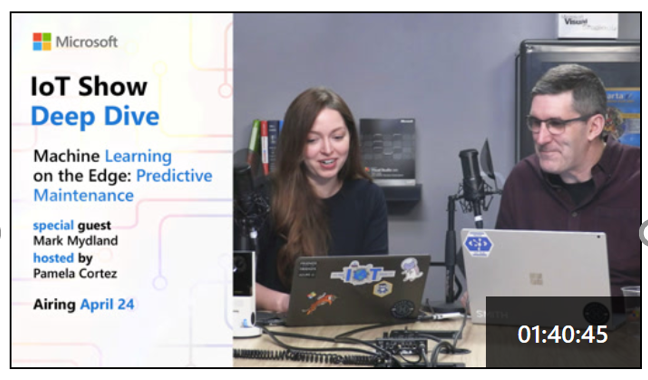 Microsoft
IoT Show
Deep Dive
Machine Learning
on the Edge: Predictive
Maintenance
special guest
Mark Mydland
hosted by
Pamela Cortez
Airing April 24
IoT
01:40:45